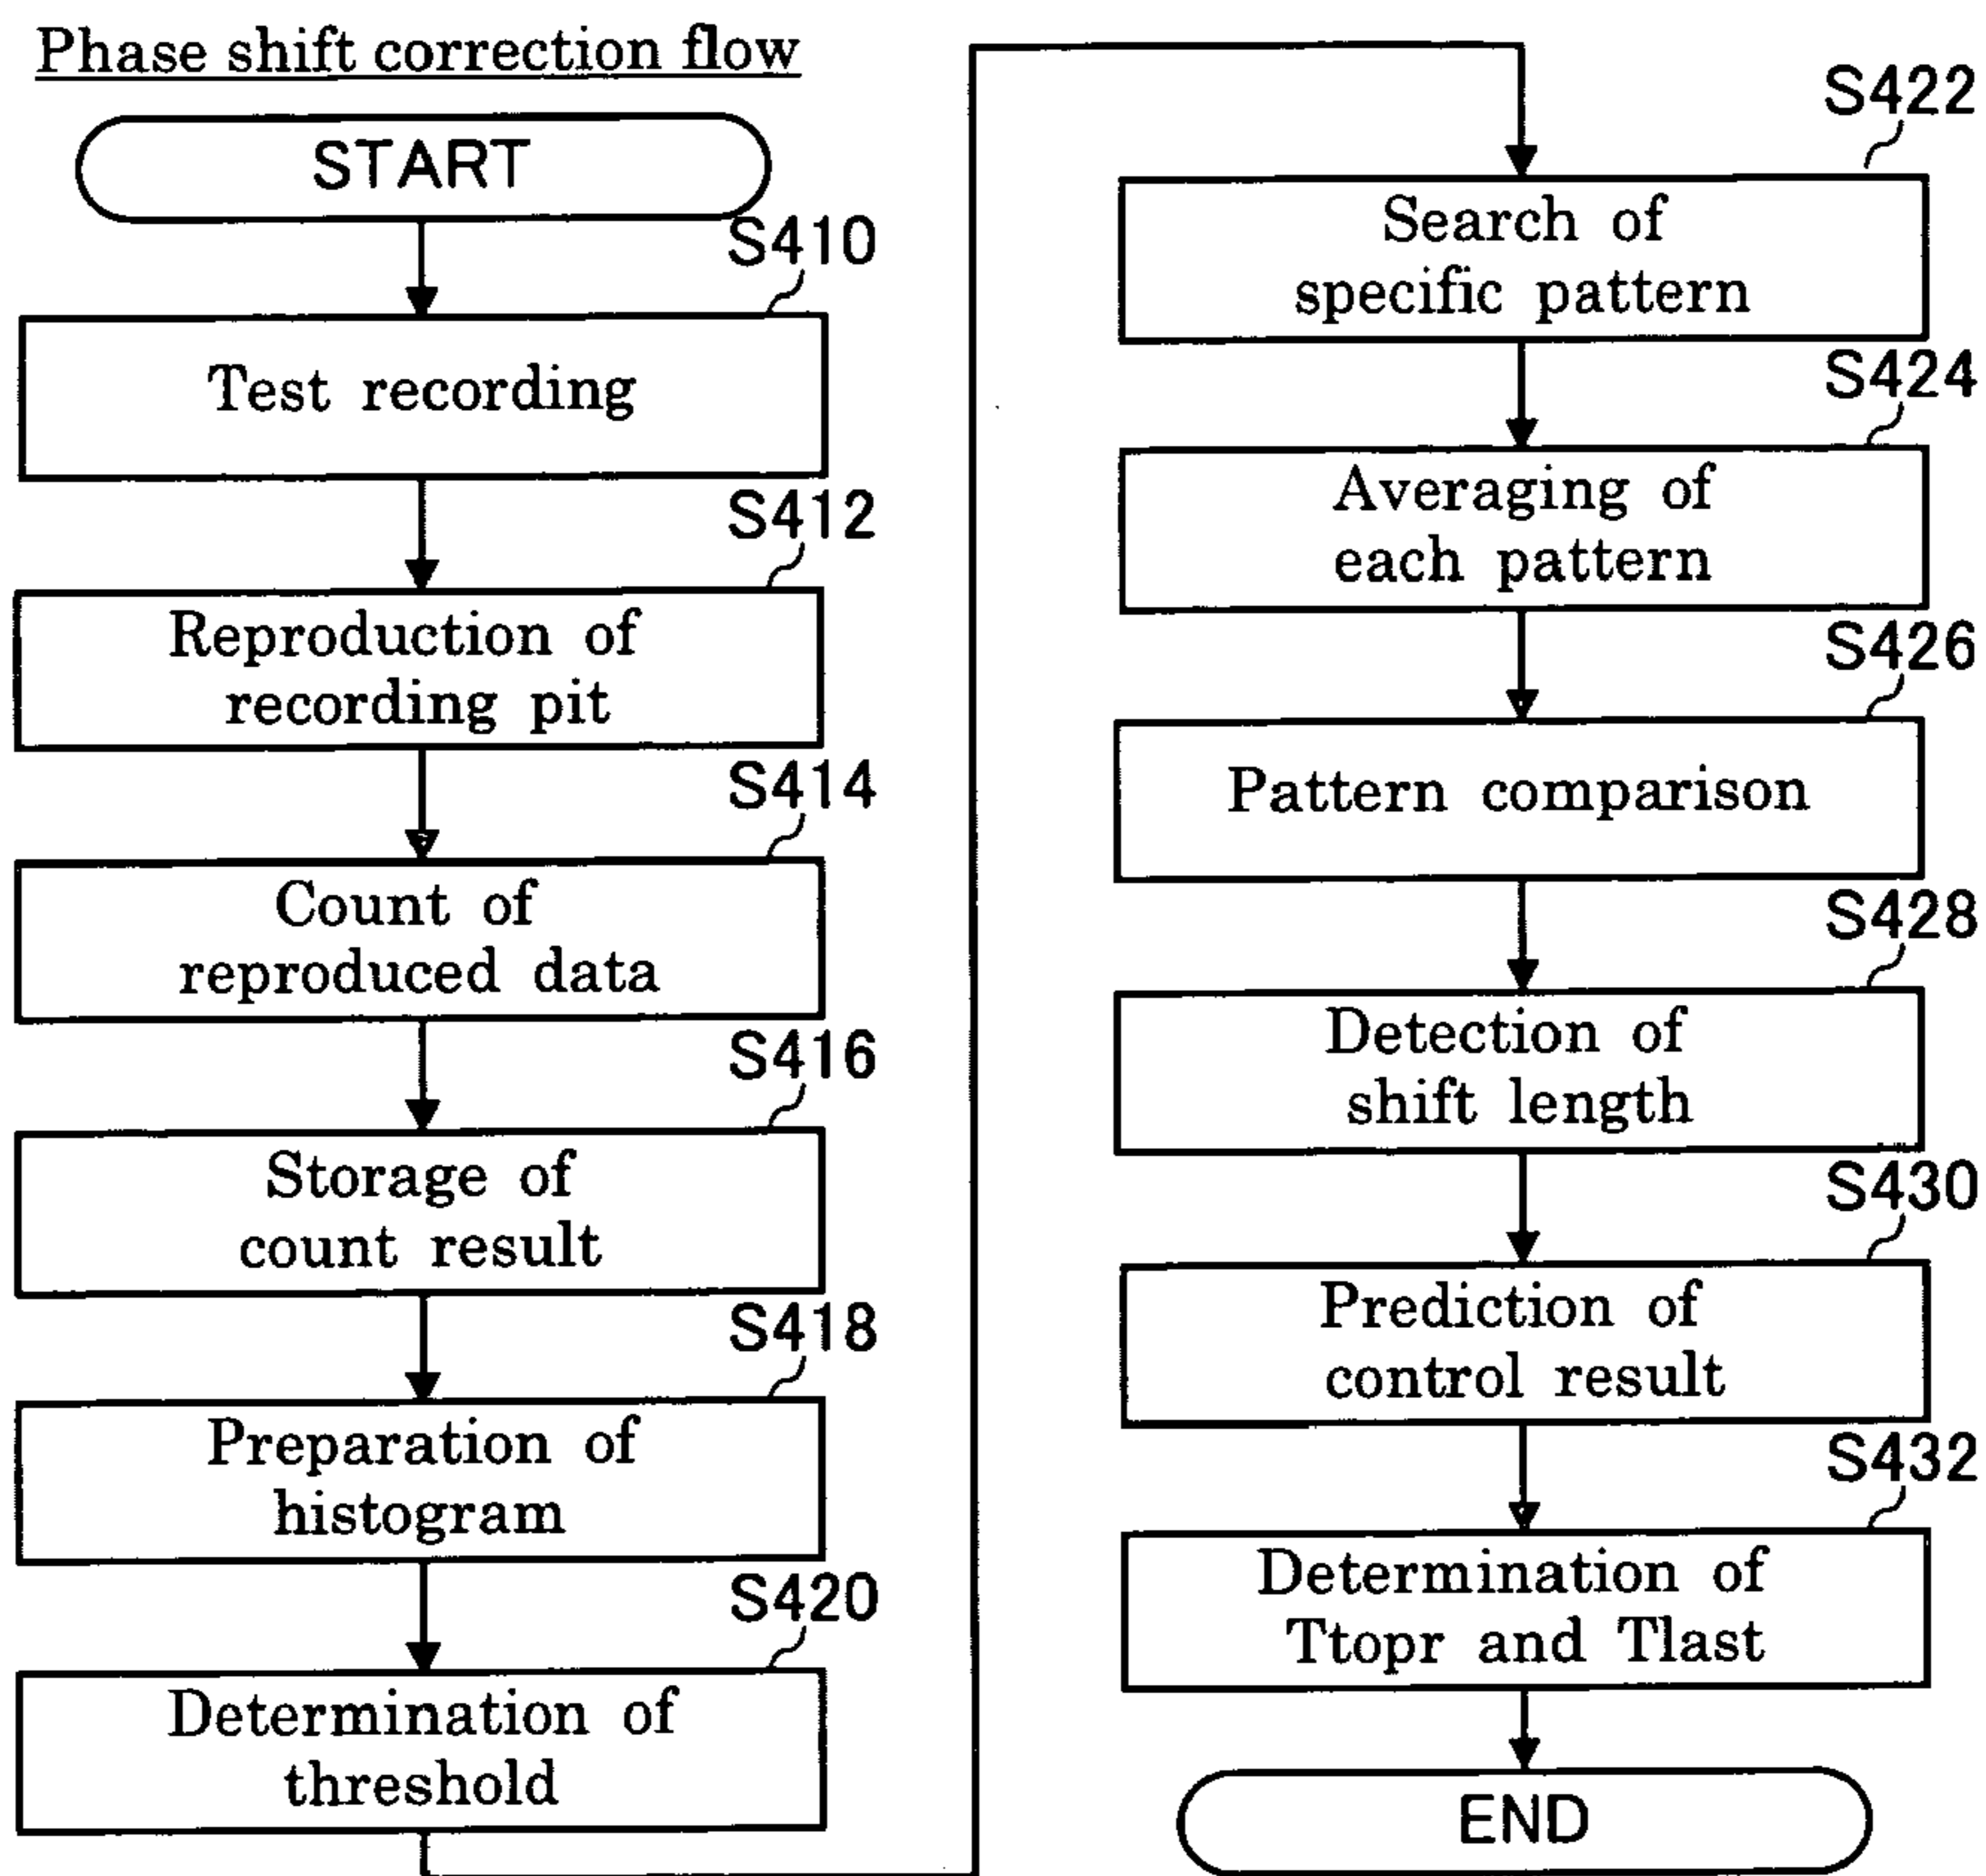 Phase shift correction flow
START
S410
Test recording
S412
Reproduction of
recording pit
S414
Count of
reproduced data
S416
Storage of
count result
S418
Preparation of
histogram
S420
Determination of
threshold
S422
Search of
specific pattern
S424
Averaging of
each pattern
S426
Pattern comparison
S428
Detection of
shift length
S430
Prediction of
control result
S432
Determination of
Ttopr and Tlast
END